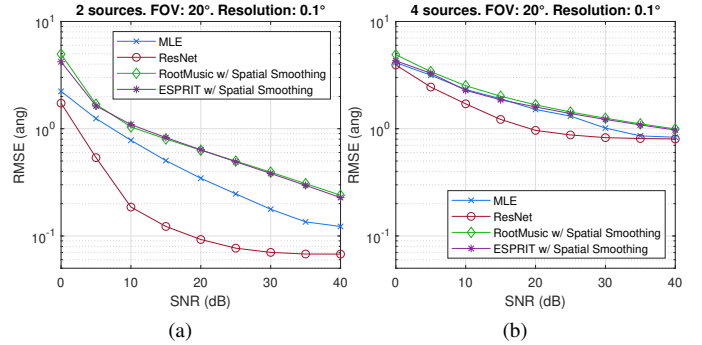 2 sources. FOV: 20°. Resolution: 0.1°
MLE
ResNet
RootMusic w/ Spatial Smoothing
ESPRIT w/ Spatial Smoothing
RMSE (ang)
10^1
10^0
10^-1
0 10 20 30 40
SNR (dB)
(a)
4 sources. FOV: 20°. Resolution: 0.1°
MLE
ResNet
RootMusic w/ Spatial Smoothing
ESPRIT w/ Spatial Smoothing
RMSE (ang)
10^1
10^0
10^-1
0 10 20 30 40
SNR (dB)
(b)